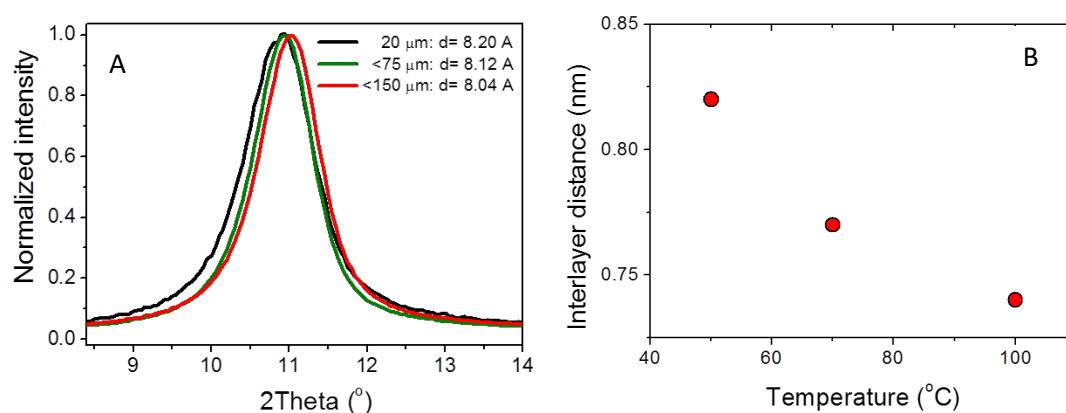 A
20 μm: d= 8.20 A
<75 μm: d= 8.12 A
<150 μm: d= 8.04 A
Normalized intensity
1.0
0.8
0.6
0.4
0.2
0.0
9 10 11 12 13 14
2Theta (°)
B
Interlayer distance (nm)
0.85
0.80
0.75
40 60 80 100
Temperature (°C)